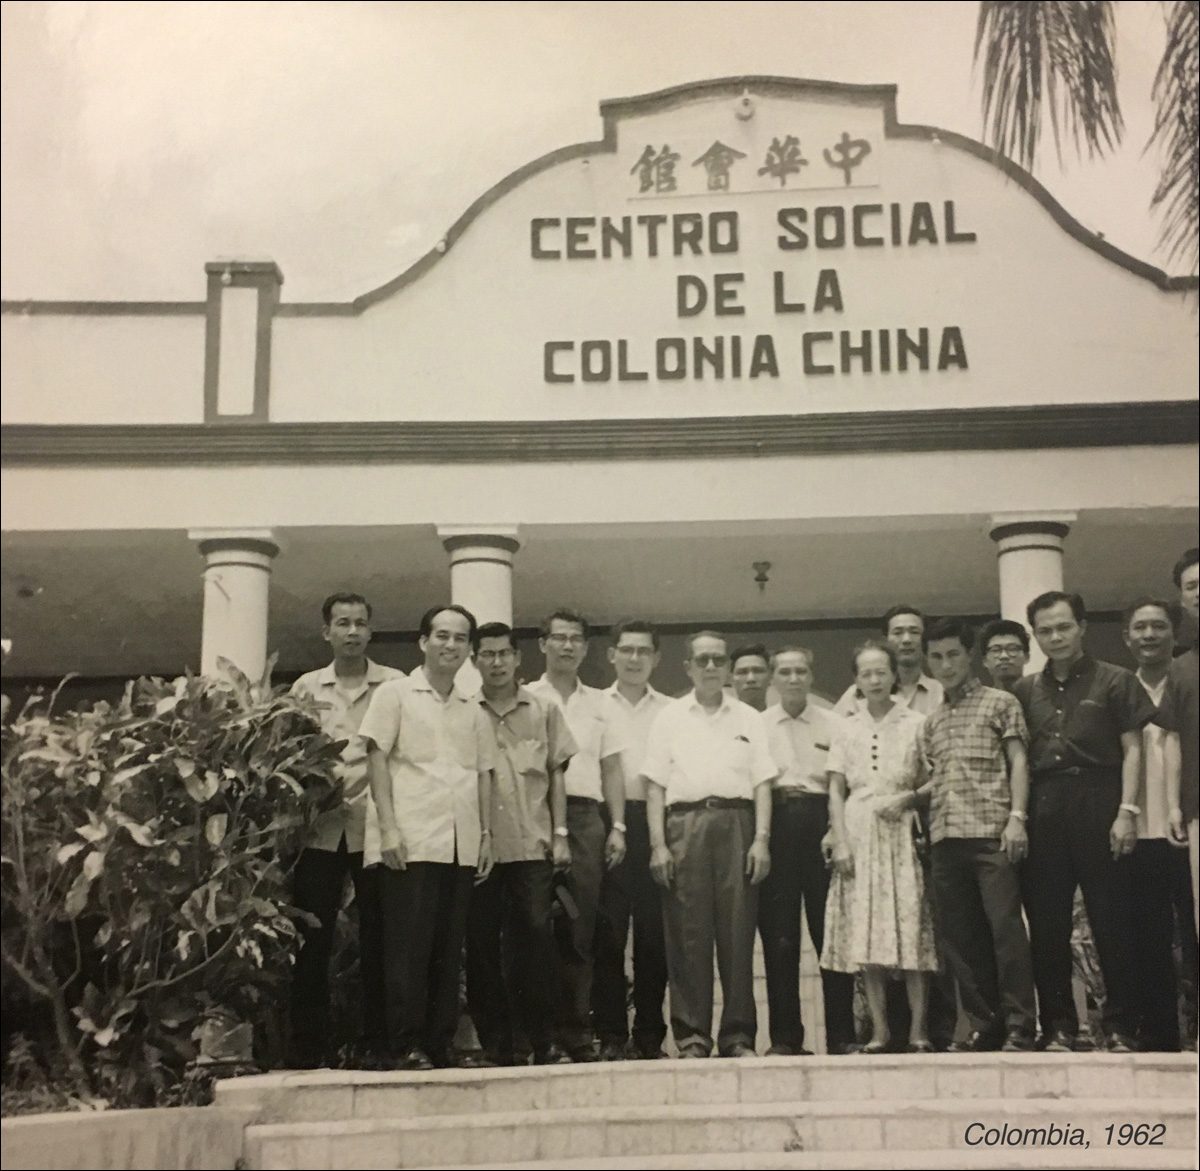 中華會館
CENTRO SOCIAL
DE LA
COLONIA CHINA
Colombia, 1962